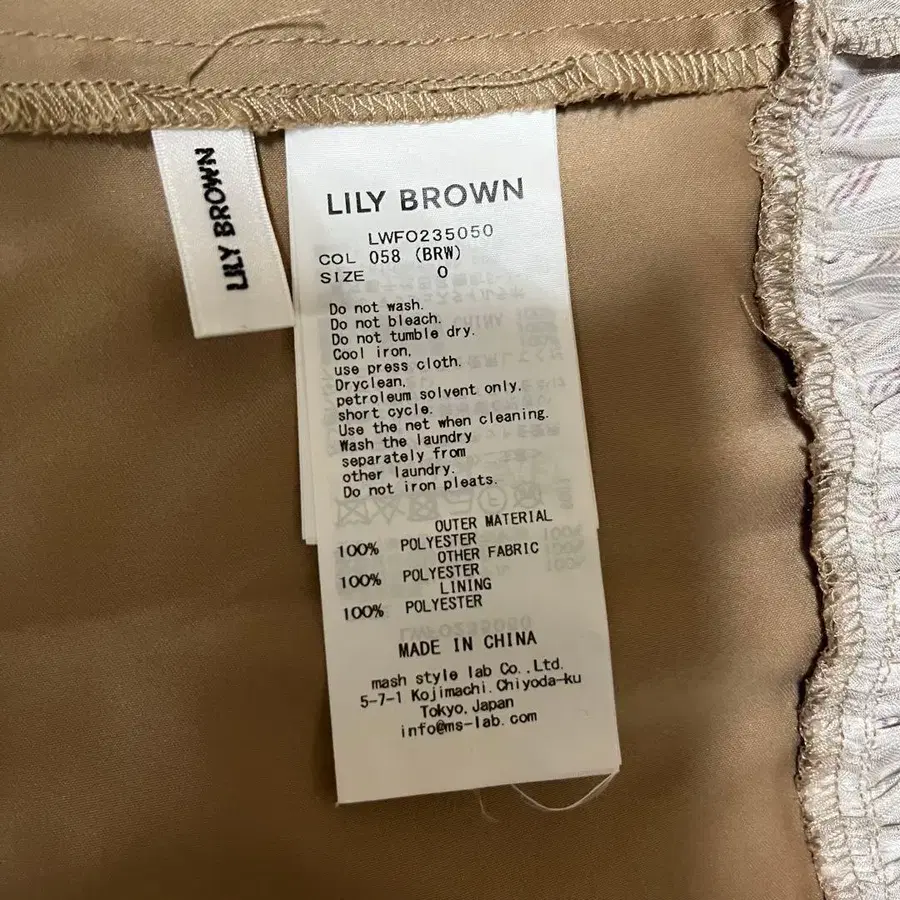 LILY BROWN
LILY BROWN
LWFO235050
COL 058 (BRW)
SIZE 0
Do not wash.
Do not bleach.
Do not tumble dry.
Cool iron,
use press cloth.
Dryclean,
petroleum solvent only,
short cycle.
Use the net when cleaning.
Wash the laundry
separately from
other laundry.
Do not iron pleats.
OUTER MATERIAL
100% POLYESTER
OTHER FABRIC
100% POLYESTER
LINING
100% POLYESTER
MADE IN CHINA
mash style lab Co.,Ltd.
5-7-1 Kojimachi.Chiyoda-ku
Tokyo,Japan
info@ms-lab.com